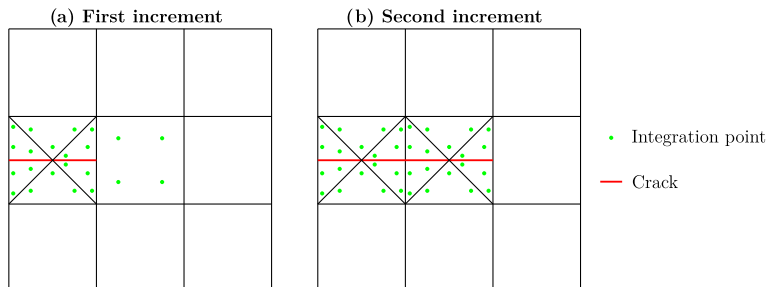 (a) First increment
(b) Second increment
Integration point
Crack